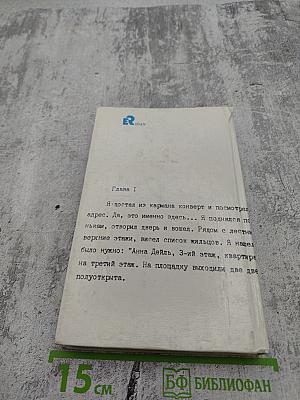 ER
Глава I
Я достал из кармана конверт и посмотрел
адрес. Да, это именно здесь... Я поднялся по
нькам, отворил дверь и вошел. Рядом с лестни
верхние этажи, висел список жильцов. Я нашел
было нужно: "Анна Дейль, 3-ий этаж, квартира
на третий этаж. На площадку выходили две две
полуоткрыта.
15 см
БФ БИБЛИОФАН